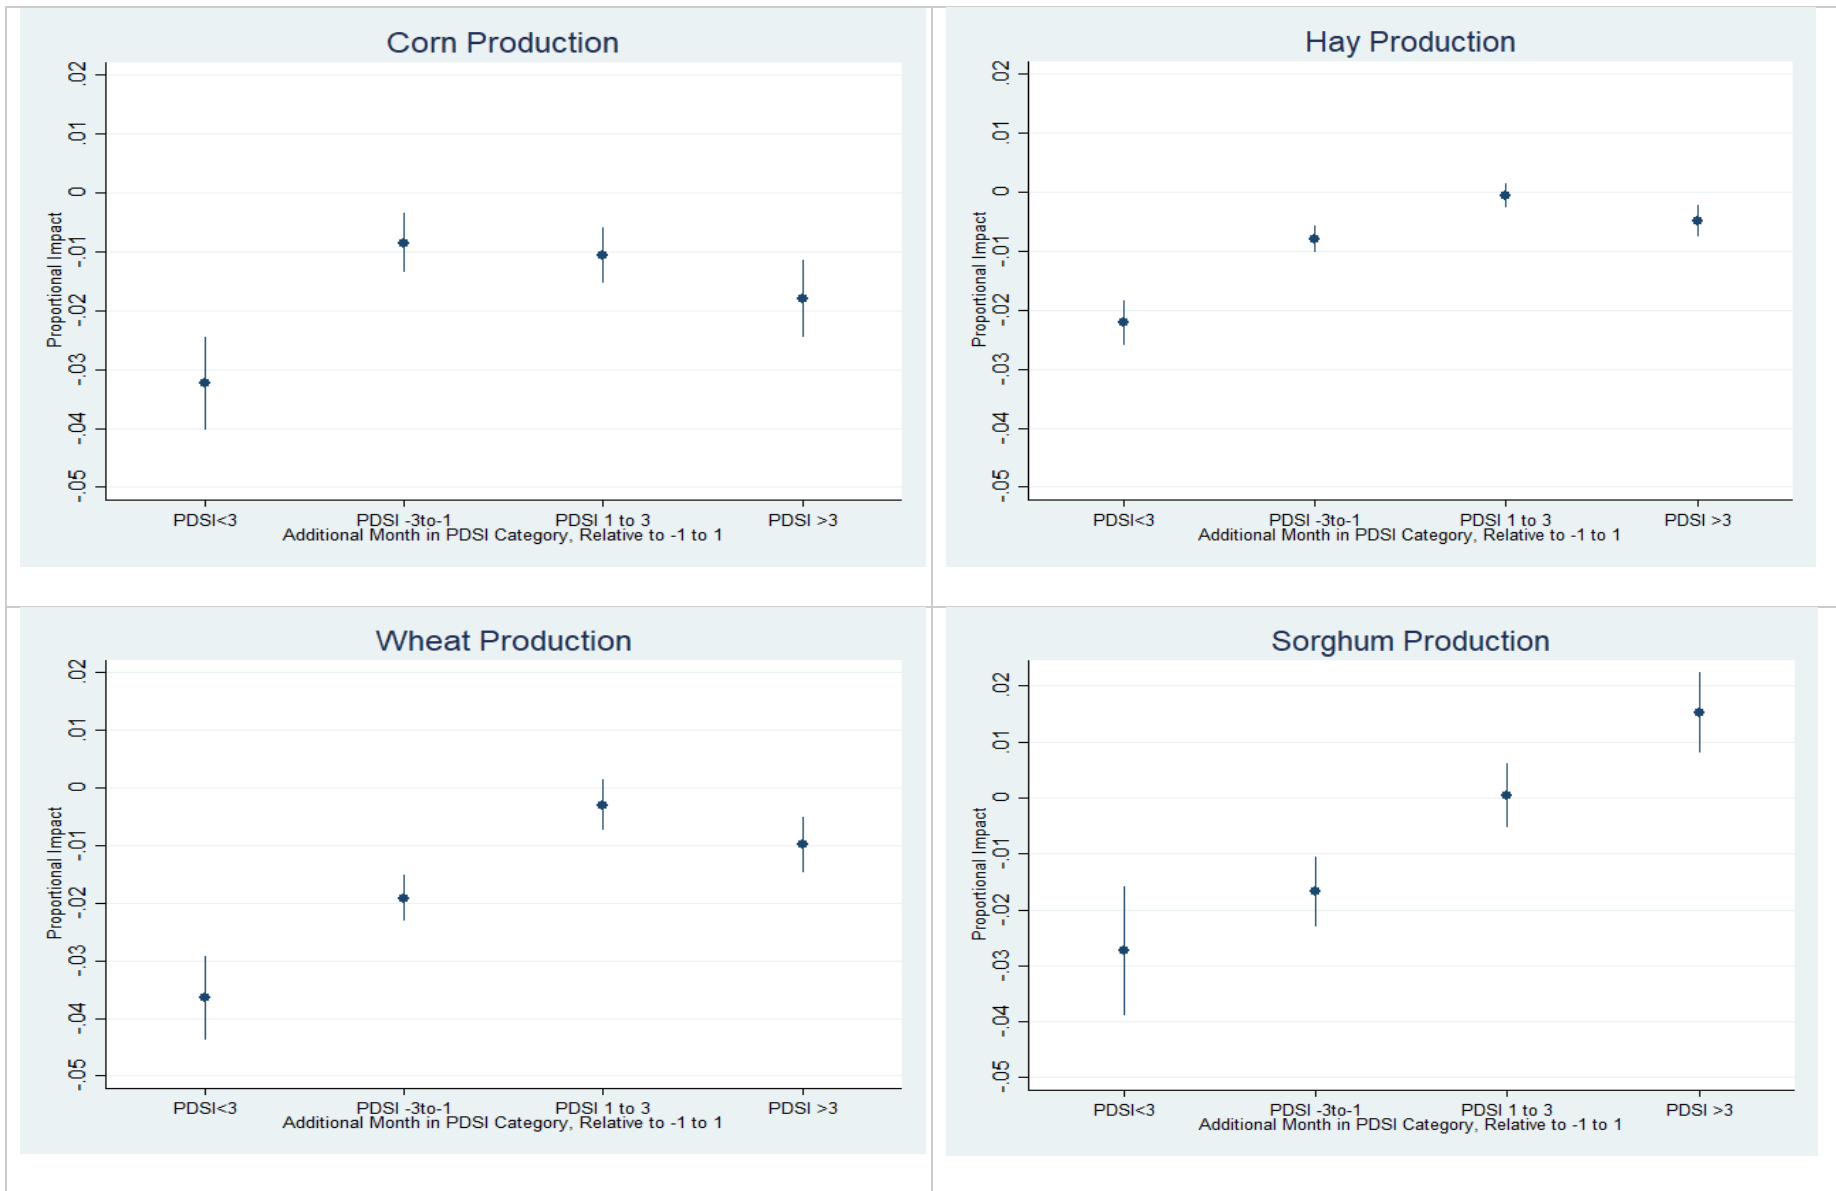 Corn Production
.02
.01
0
-.01
-.02
-.03
-.04
-.05
Proportional Impact
PDSI<3 PDSI -3to-1 PDSI 1 to 3 PDSI >3
Additional Month in PDSI Category, Relative to -1 to 1
Hay Production
.02
.01
0
-.01
-.02
-.03
-.04
-.05
Proportional Impact
PDSI<3 PDSI -3to-1 PDSI 1 to 3 PDSI >3
Additional Month in PDSI Category, Relative to -1 to 1
Wheat Production
.02
.01
0
-.01
-.02
-.03
-.04
-.05
Proportional Impact
PDSI<3 PDSI -3to-1 PDSI 1 to 3 PDSI >3
Additional Month in PDSI Category, Relative to -1 to 1
Sorghum Production
.02
.01
0
-.01
-.02
-.03
-.04
-.05
Proportional Impact
PDSI<3 PDSI -3to-1 PDSI 1 to 3 PDSI >3
Additional Month in PDSI Category, Relative to -1 to 1